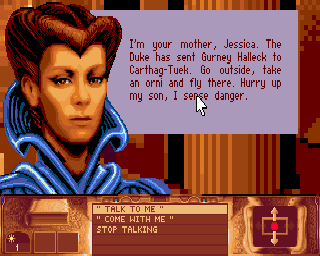 I'm your mother, Jessica. The
Duke has sent Gurney Halleck to
Carthag-Tuek. Go outside, take
an orni and fly there. Hurry up
my son, I sense danger.
" TALK TO ME "
" COME WITH ME "
STOP TALKING
1